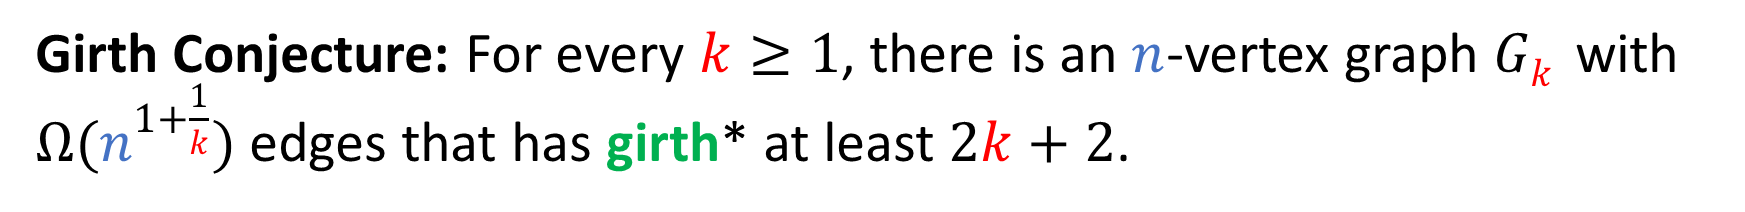 Girth Conjecture: For every k ≥ 1, there is an n-vertex graph G_k with
Ω(n^{1+\frac{1}{k}}) edges that has girth* at least 2k + 2.